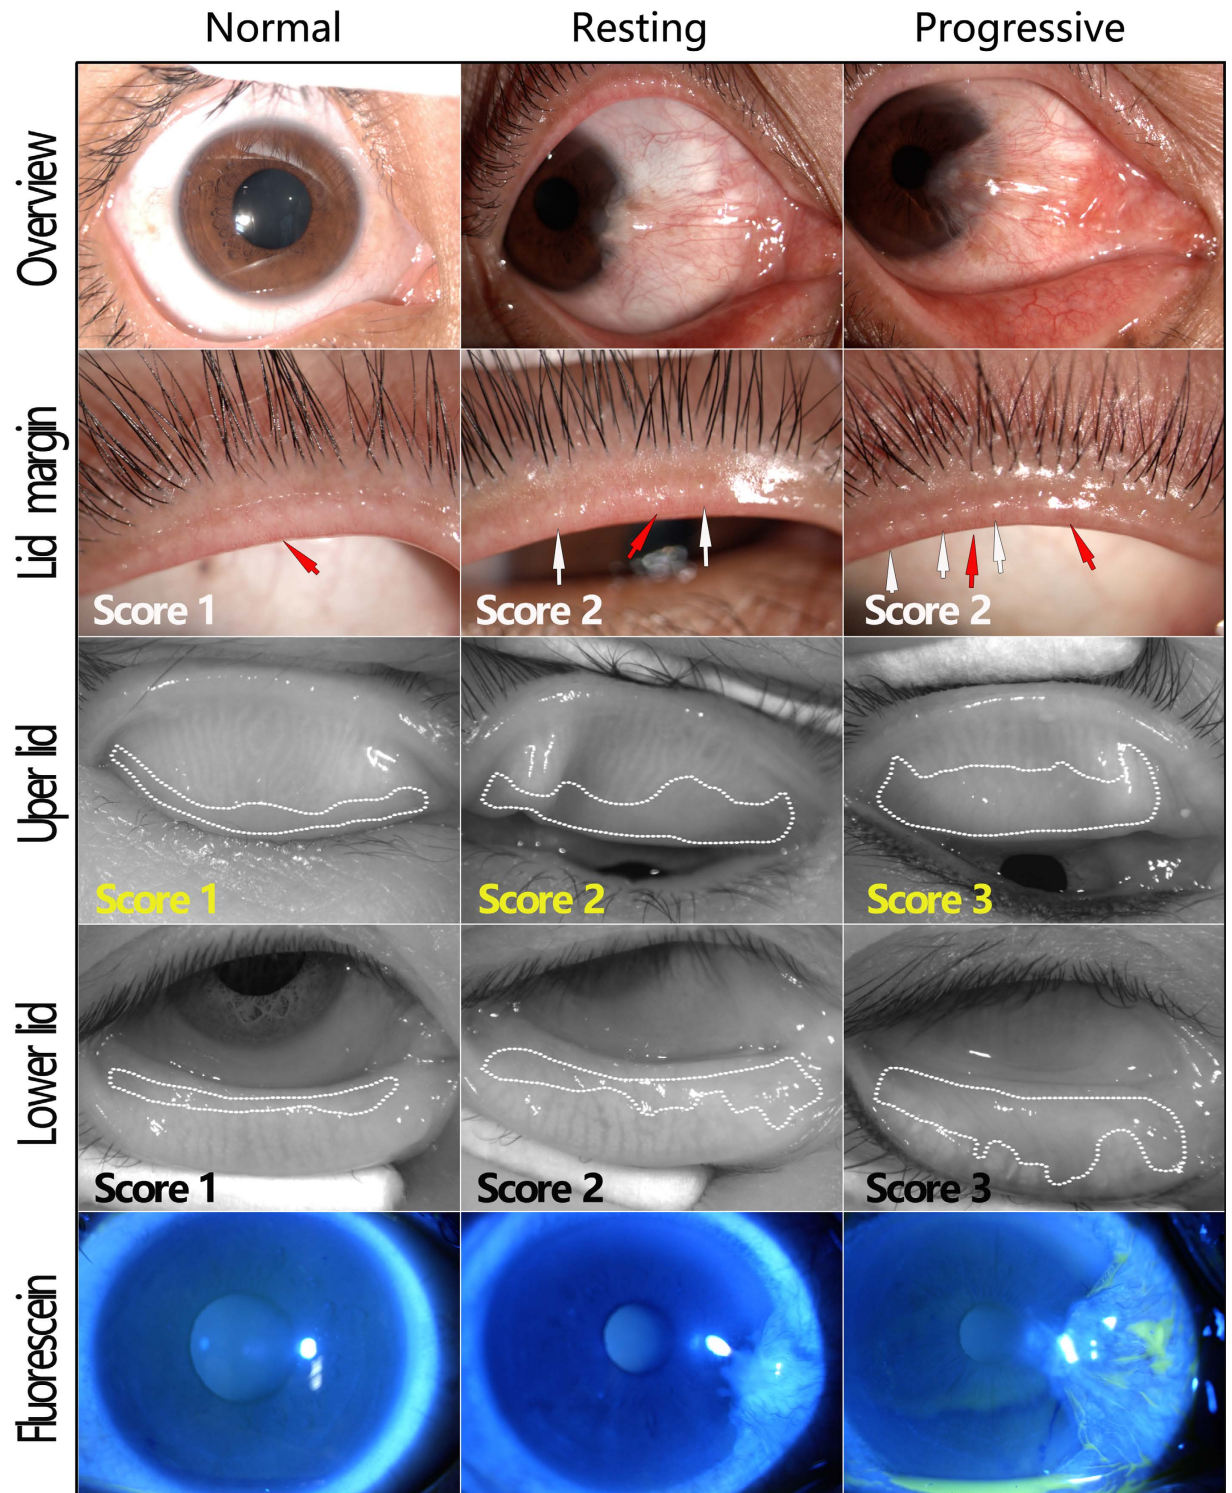 Normal Resting Progressive
Overview
Lid margin
Score 1 Score 2 Score 2
Uper lid
Score 1 Score 2 Score 3
Lower lid
Score 1 Score 2 Score 3
Fluorescein